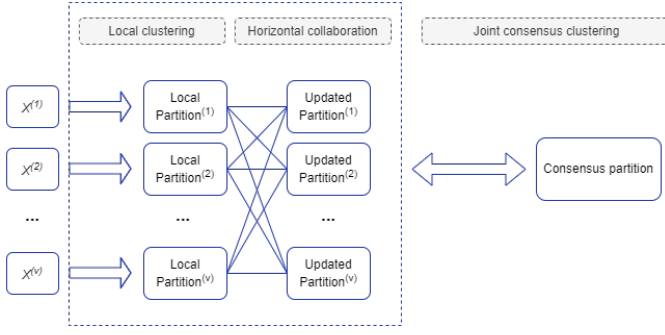 Local clustering
Horizontal collaboration
Joint consensus clustering
X(1)
Local
Partition(1)
Updated
Partition(1)
X(2)
Local
Partition(2)
Updated
Partition(2)
Consensus partition
...
...
...
X(v)
Local
Partition(v)
Updated
Partition(v)